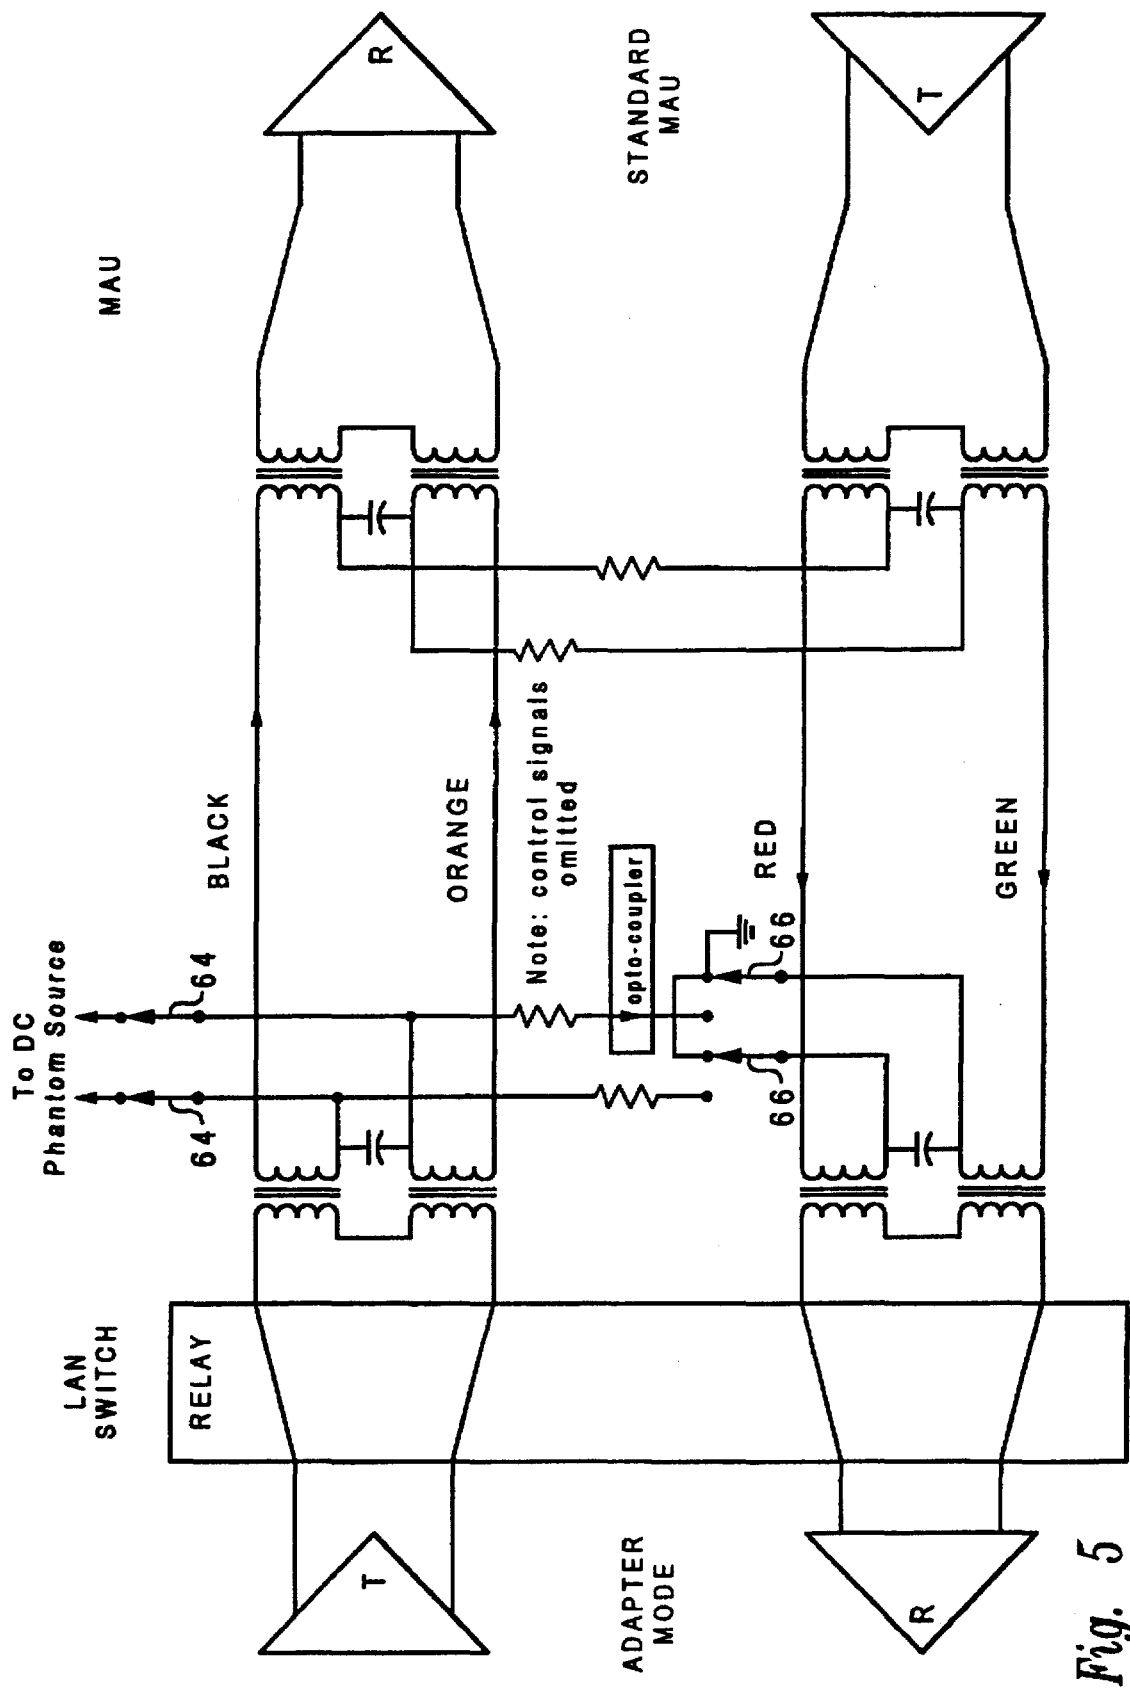 LAN
SWITCH
MAU
To DC
Phantom Source
64
64
RELAY
BLACK
T
R
ORANGE
Note: control signals
omitted
opto-coupler
ADAPTER
MODE
STANDARD
MAU
66
66
RED
R
T
GREEN
Fig. 5